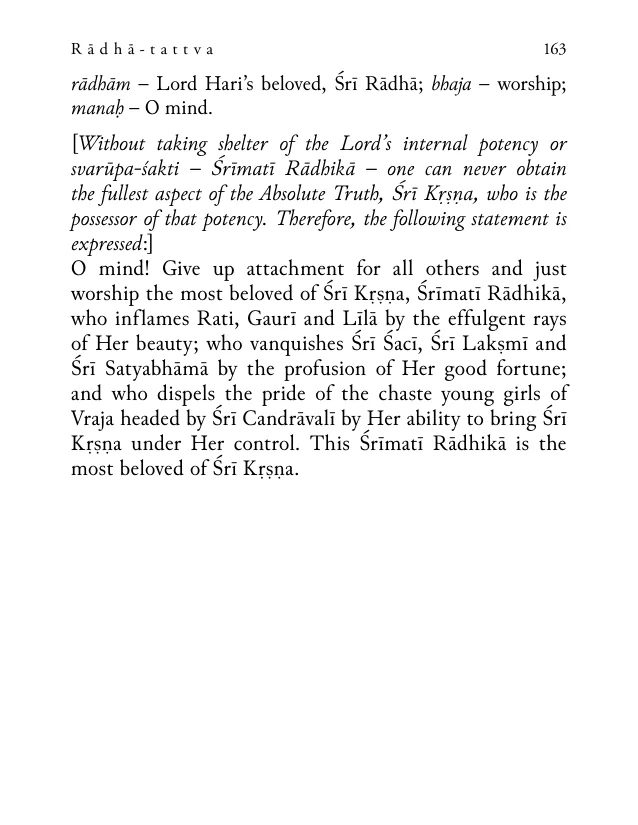 Rādhā-tattva 163
rādhām – Lord Hari’s beloved, Śrī Rādhā; bhaja – worship;
manaḥ – O mind.
[Without taking shelter of the Lord’s internal potency or
svarūpa-śakti – Śrīmatī Rādhikā – one can never obtain
the fullest aspect of the Absolute Truth, Śrī Kṛṣṇa, who is the
possessor of that potency. Therefore, the following statement is
expressed:]
O mind! Give up attachment for all others and just
worship the most beloved of Śrī Kṛṣṇa, Śrīmatī Rādhikā,
who inflames Rati, Gaurī and Līlā by the effulgent rays
of Her beauty; who vanquishes Śrī Śacī, Śrī Lakṣmī and
Śrī Satyabhāmā by the profusion of Her good fortune;
and who dispels the pride of the chaste young girls of
Vraja headed by Śrī Candrāvalī by Her ability to bring Śrī
Kṛṣṇa under Her control. This Śrīmatī Rādhikā is the
most beloved of Śrī Kṛṣṇa.